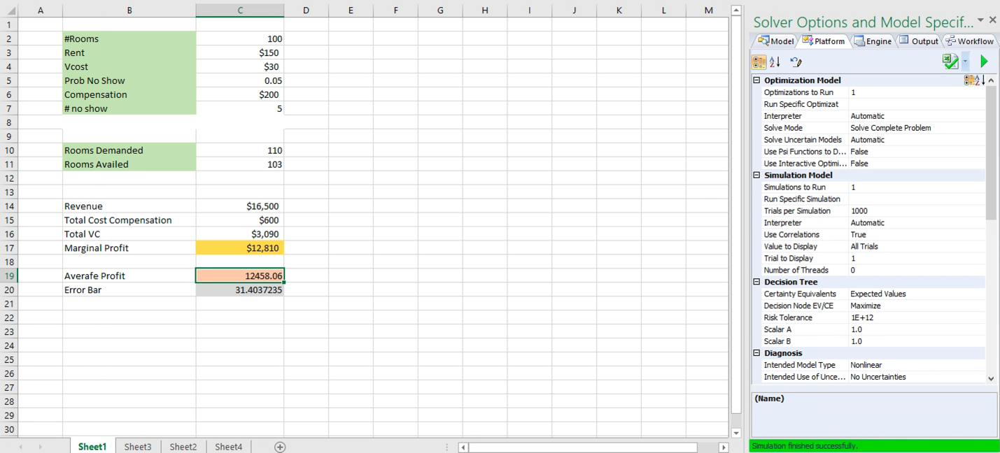 A B C D E F G H I J K L M
1
2 #Rooms 100
3 Rent $150
4 Vcost $30
5 Prob No Show 0.05
6 Compensation $200
7 # no show 5
8
9
10 Rooms Demanded 110
11 Rooms Availed 103
12
13
14 Revenue $16,500
15 Total Cost Compensation $600
16 Total VC $3,090
17 Marginal Profit $12,810
18
19 Averafe Profit 12458.06
20 Error Bar 31.4037235
21
22
23
24
25
26
27
28
29
30
Sheet1 Sheet3 Sheet2 Sheet4
Solver Options and Model Specif...
Model Platform Engine Output Workflow
Optimization Model
Optimizations to Run 1
Run Specific Optimizat
Interpreter Automatic
Solve Mode Solve Complete Problem
Solve Uncertain Models Automatic
Use Psi Functions to D... False
Use Interactive Optimi... False
Simulation Model
Simulations to Run 1
Run Specific Simulation
Trials per Simulation 1000
Interpreter Automatic
Use Correlations True
Value to Display All Trials
Trial to Display 1
Number of Threads 0
Decision Tree
Certainty Equivalents Expected Values
Decision Node EV/CE Maximize
Risk Tolerance 1E+12
Scalar A 1.0
Scalar B 1.0
Diagnosis
Intended Model Type Nonlinear
Intended Use of Unce... No Uncertainties
(Name)
Simulation finished successfully.